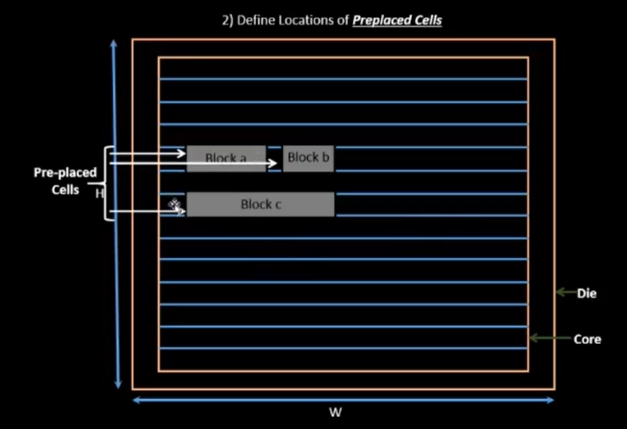 2) Define Locations of Preplaced Cells
Block a
Block b
Pre-placed
Cells
H
Block c
Die
Core
W